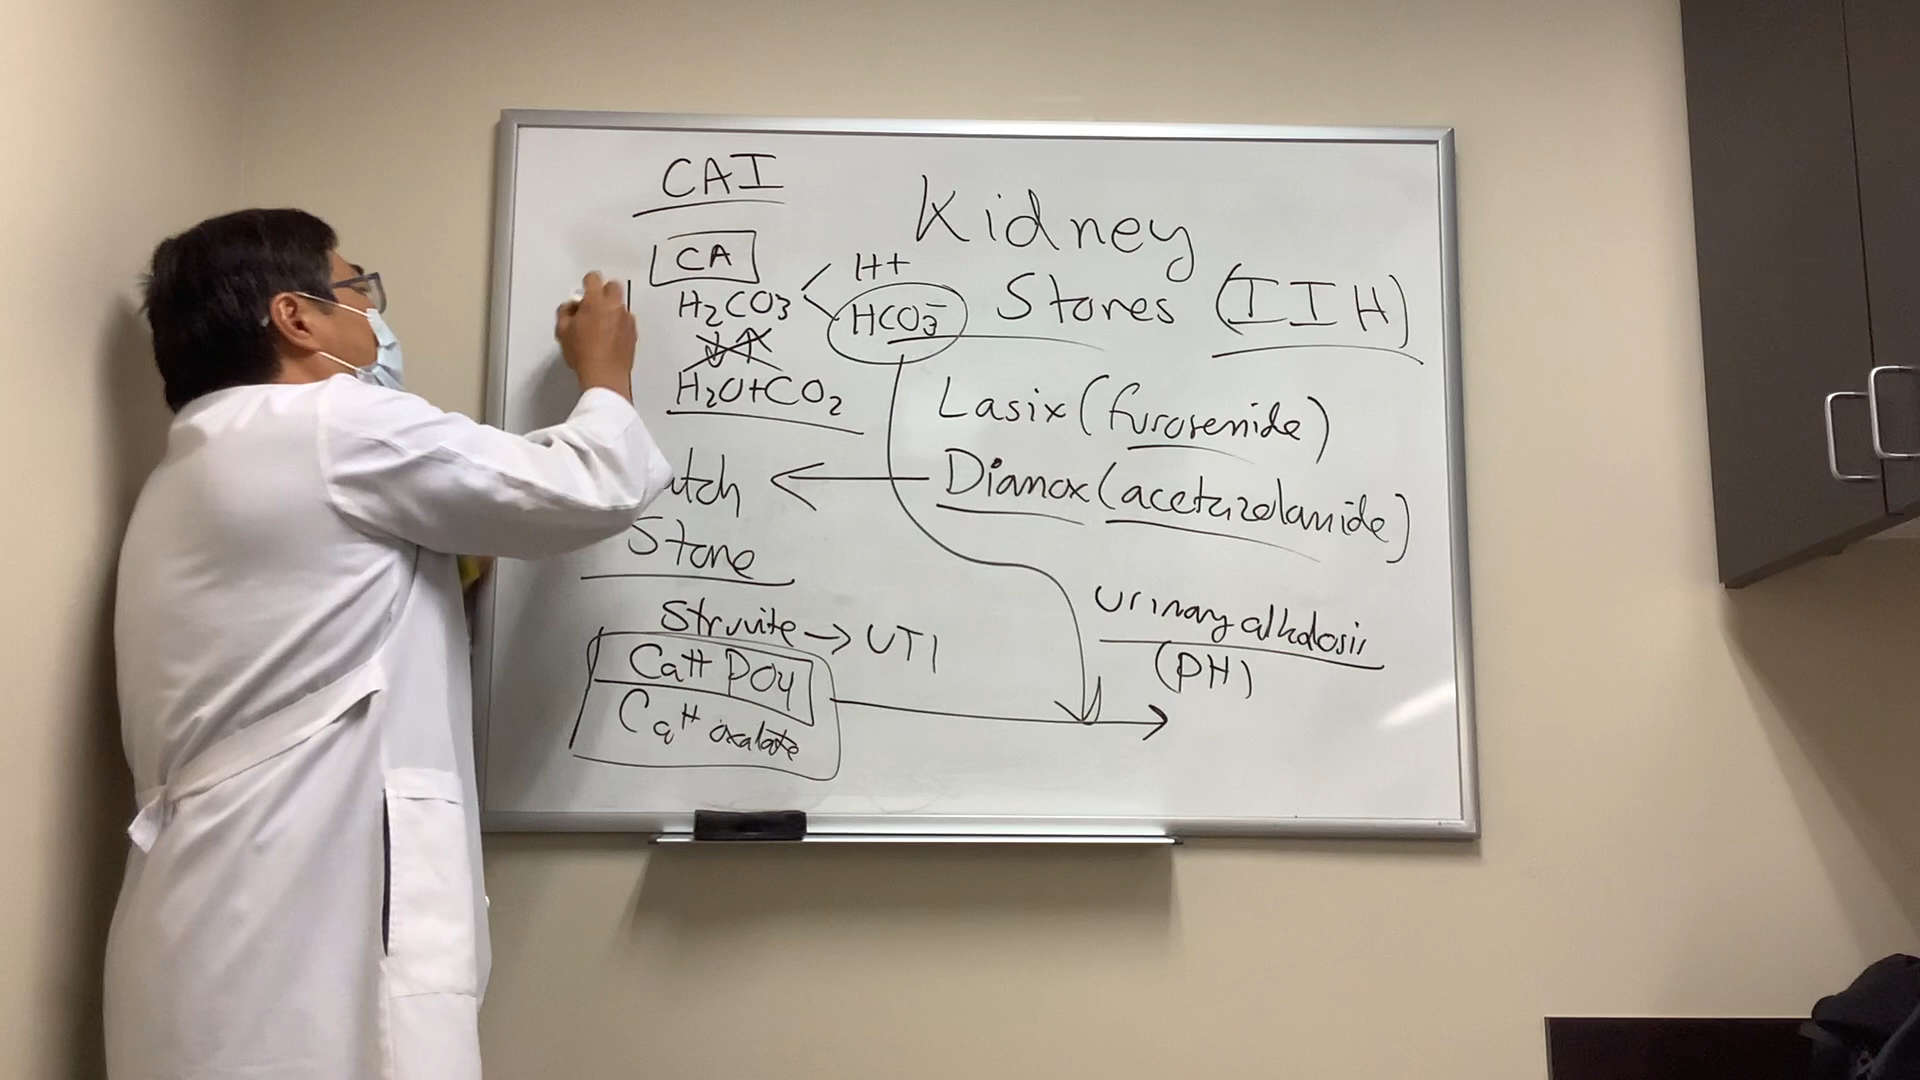 CAI
CA
H2CO3
H+
HCO3-
H2O+CO2
Kidney
Stones (IIH)
Lasix (furosemide)
Diamox (acetazolamide)
Stone
Struvite → UTI
Ca++ PO4
Ca++ oxalate
urinary alkalosis
(PH)